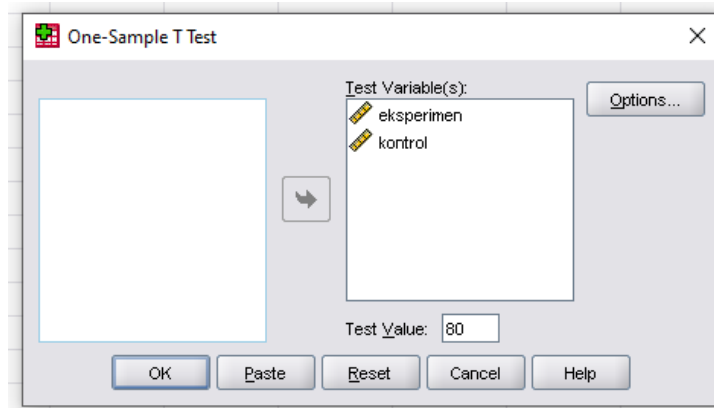 One-Sample T Test
Test Variable(s):
Options...
eksperimen
kontrol
Test Value: 80
OK Paste Reset Cancel Help